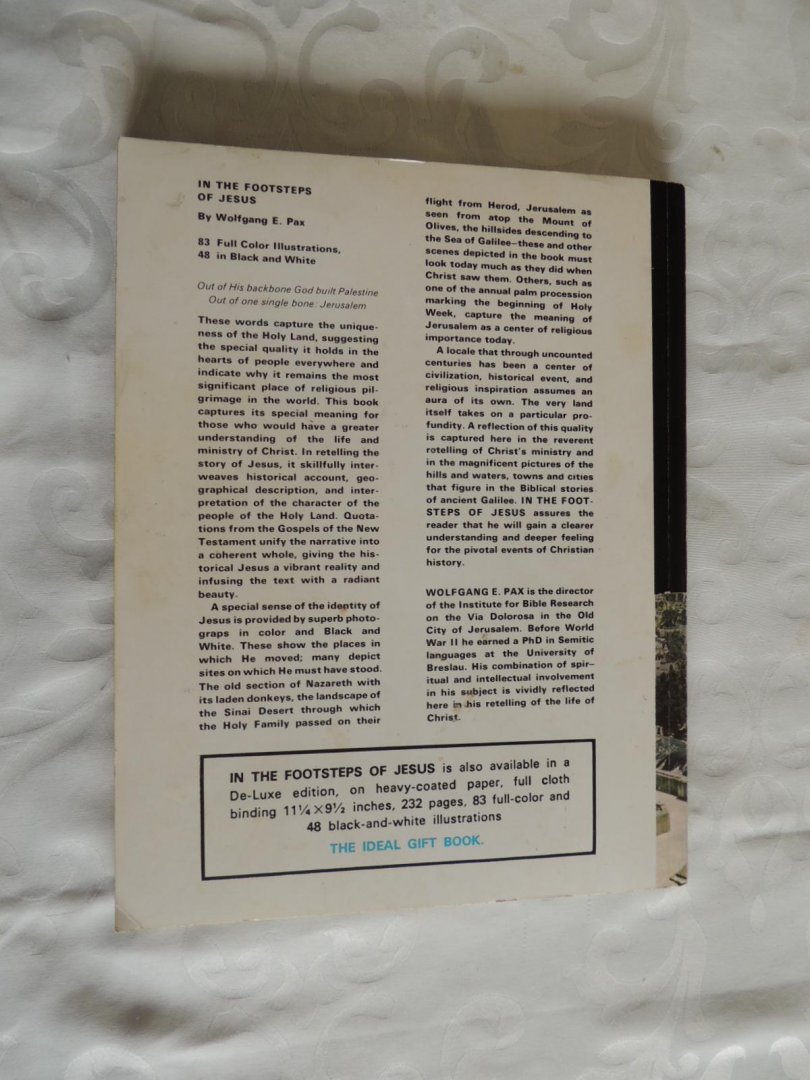 IN THE FOOTSTEPS
OF JESUS
By Wolfgang E. Pax
83 Full Color Illustrations,
48 in Black and White
Out of His backbone God built Palestine
Out of one single bone: Jerusalem
These words capture the unique-
ness of the Holy Land, suggesting
the special quality it holds in the
hearts of people everywhere and
indicate why it remains the most
significant place of religious pil-
grimage in the world. This book
captures its special meaning for
those who would have a greater
understanding of the life and
ministry of Christ. In retelling the
story of Jesus, it skillfully inter-
weaves historical account, geo-
graphical description, and inter-
pretation of the character of the
people of the Holy Land. Quota-
tions from the Gospels of the New
Testament unify the narrative into
a coherent whole, giving the his-
torical Jesus a vibrant reality and
infusing the text with a radiant
beauty.
A special sense of the identity of
Jesus is provided by superb photo-
graps in color and Black and
White. These show the places in
which He moved; many depict
sites on which He must have stood.
The old section of Nazareth with
its laden donkeys, the landscape of
the Sinai Desert through which
the Holy Family passed on their
flight from Herod, Jerusalem as
seen from atop the Mount of
Olives, the hillsides descending to
the Sea of Galilee—these and other
scenes depicted in the book must
look today much as they did when
Christ saw them. Others, such as
one of the annual palm procession
marking the beginning of Holy
Week, capture the meaning of
Jerusalem as a center of religious
importance today.
A locale that through uncounted
centuries has been a center of
civilization, historical event, and
religious inspiration assumes an
aura of its own. The very land
itself takes on a particular pro-
fundity. A reflection of this quality
is captured here in the reverent
retelling of Christ's ministry and
in the magnificent pictures of the
hills and waters, towns and cities
that figure in the Biblical stories
of ancient Galilee. IN THE FOOT-
STEPS OF JESUS assures the
reader that he will gain a clearer
understanding and deeper feeling
for the pivotal events of Christian
history.
WOLFGANG E. PAX is the director
of the Institute for Bible Research
on the Via Dolorosa in the Old
City of Jerusalem. Before World
War II he earned a PhD in Semitic
languages at the University of
Breslau. His combination of spir-
itual and intellectual involvement
in his subject is vividly reflected
here in his retelling of the life of
Christ.
IN THE FOOTSTEPS OF JESUS is also available in a
De-Luxe edition, on heavy-coated paper, full cloth
binding 11¼×9½ inches, 232 pages, 83 full-color and
48 black-and-white illustrations
THE IDEAL GIFT BOOK.